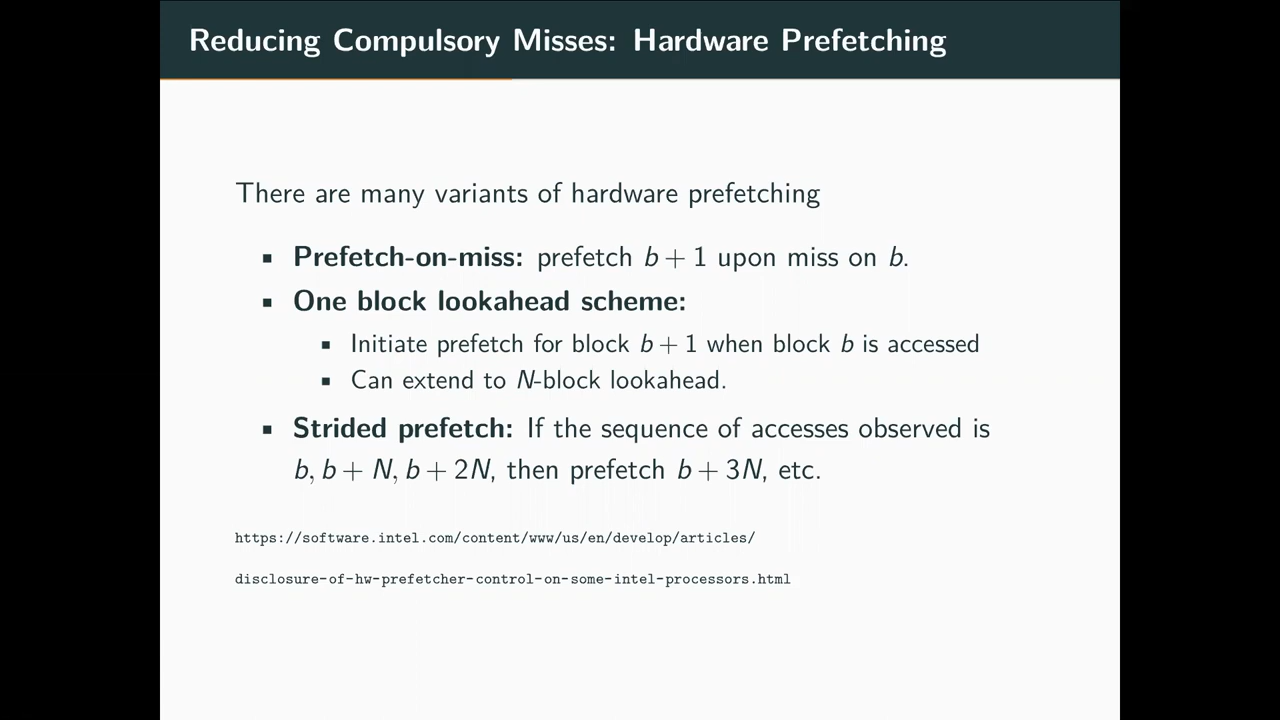 Reducing Compulsory Misses: Hardware Prefetching
There are many variants of hardware prefetching
▪ Prefetch-on-miss: prefetch b + 1 upon miss on b.
▪ One block lookahead scheme:
▪ Initiate prefetch for block b + 1 when block b is accessed
▪ Can extend to N-block lookahead.
▪ Strided prefetch: If the sequence of accesses observed is
b, b + N, b + 2N, then prefetch b + 3N, etc.
https://software.intel.com/content/www/us/en/develop/articles/
disclosure-of-hw-prefetcher-control-on-some-intel-processors.html